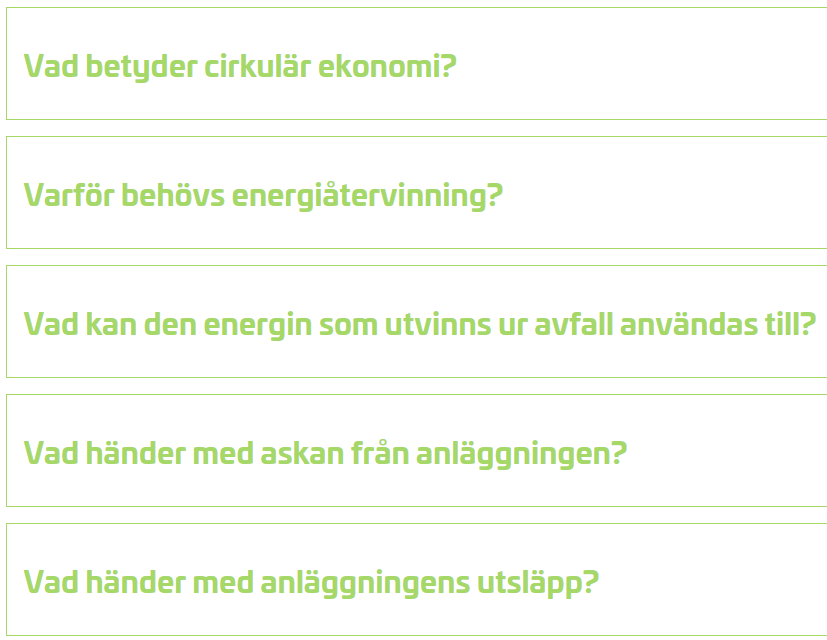 Vad betyder cirkulär ekonomi?
Varför behövs energiåtervinning?
Vad kan den energin som utvinns ur avfall användas till?
Vad händer med askan från anläggningen?
Vad händer med anläggningens utsläpp?